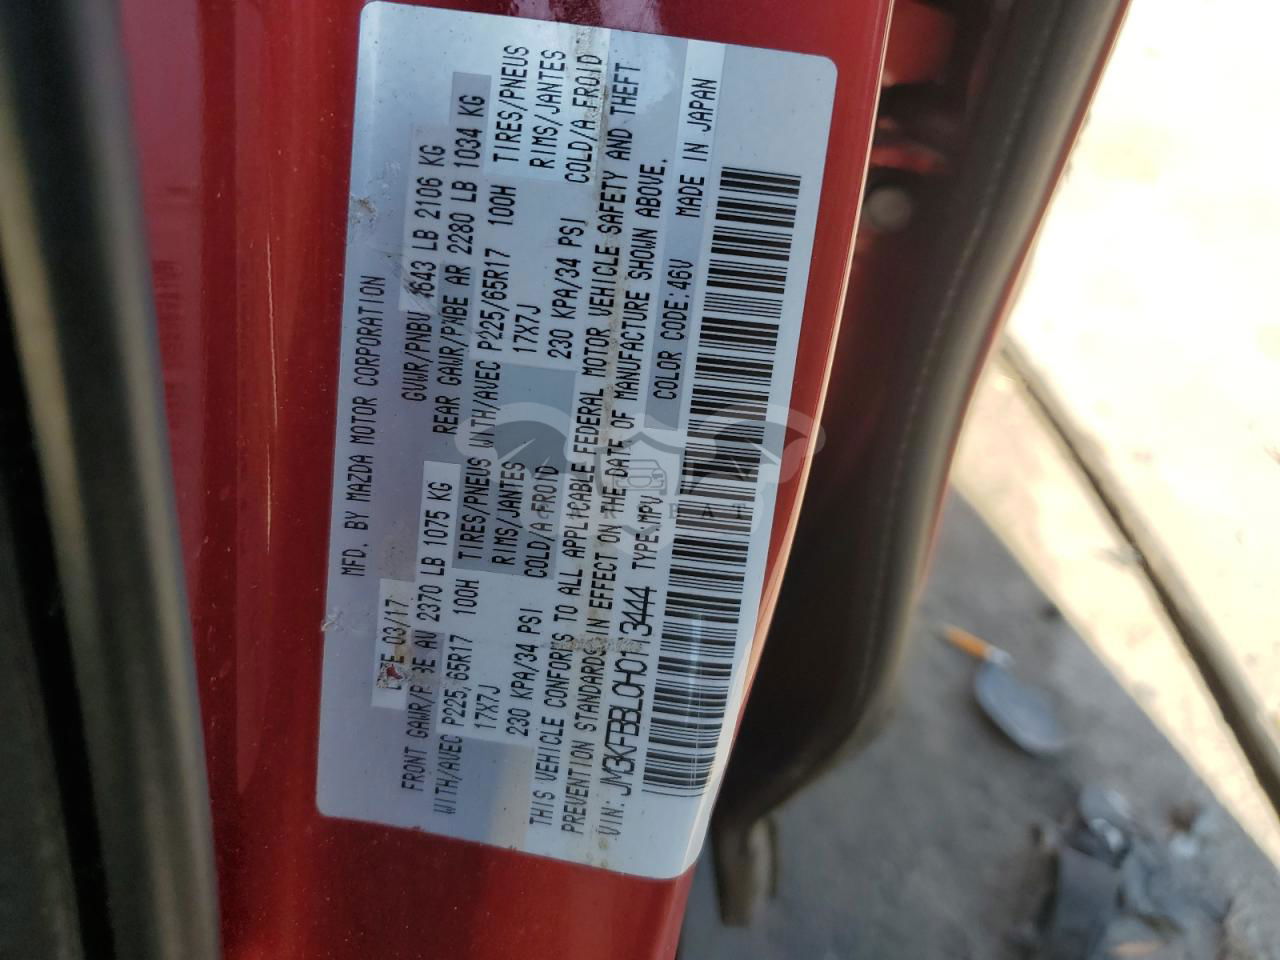 MFD. BY MAZDA MOTOR CORPORATION
03/17 GVWR/PNBV 4643 LB 2106 KG
FRONT GAWR/PNBE AV 2370 LB 1075 KG REAR GAWR/PNBE AR 2280 LB 1034 KG
WITH/AVEC P225/65R17 100H TIRES/PNEUS WITH/AVEC P225/65R17 100H TIRES/PNEUS
17X7J RIMS/JANTES 17X7J RIMS/JANTES
230 KPA/34 PSI COLD/A FROID 230 KPA/34 PSI COLD/A FROID
THIS VEHICLE CONFORMS TO ALL APPLICABLE FEDERAL MOTOR VEHICLE SAFETY AND THEFT
PREVENTION STANDARDS IN EFFECT ON THE DATE OF MANUFACTURE SHOWN ABOVE.
VIN: JM3KFBBL0H0113444 TYPE:MPV COLOR CODE:46V MADE IN JAPAN